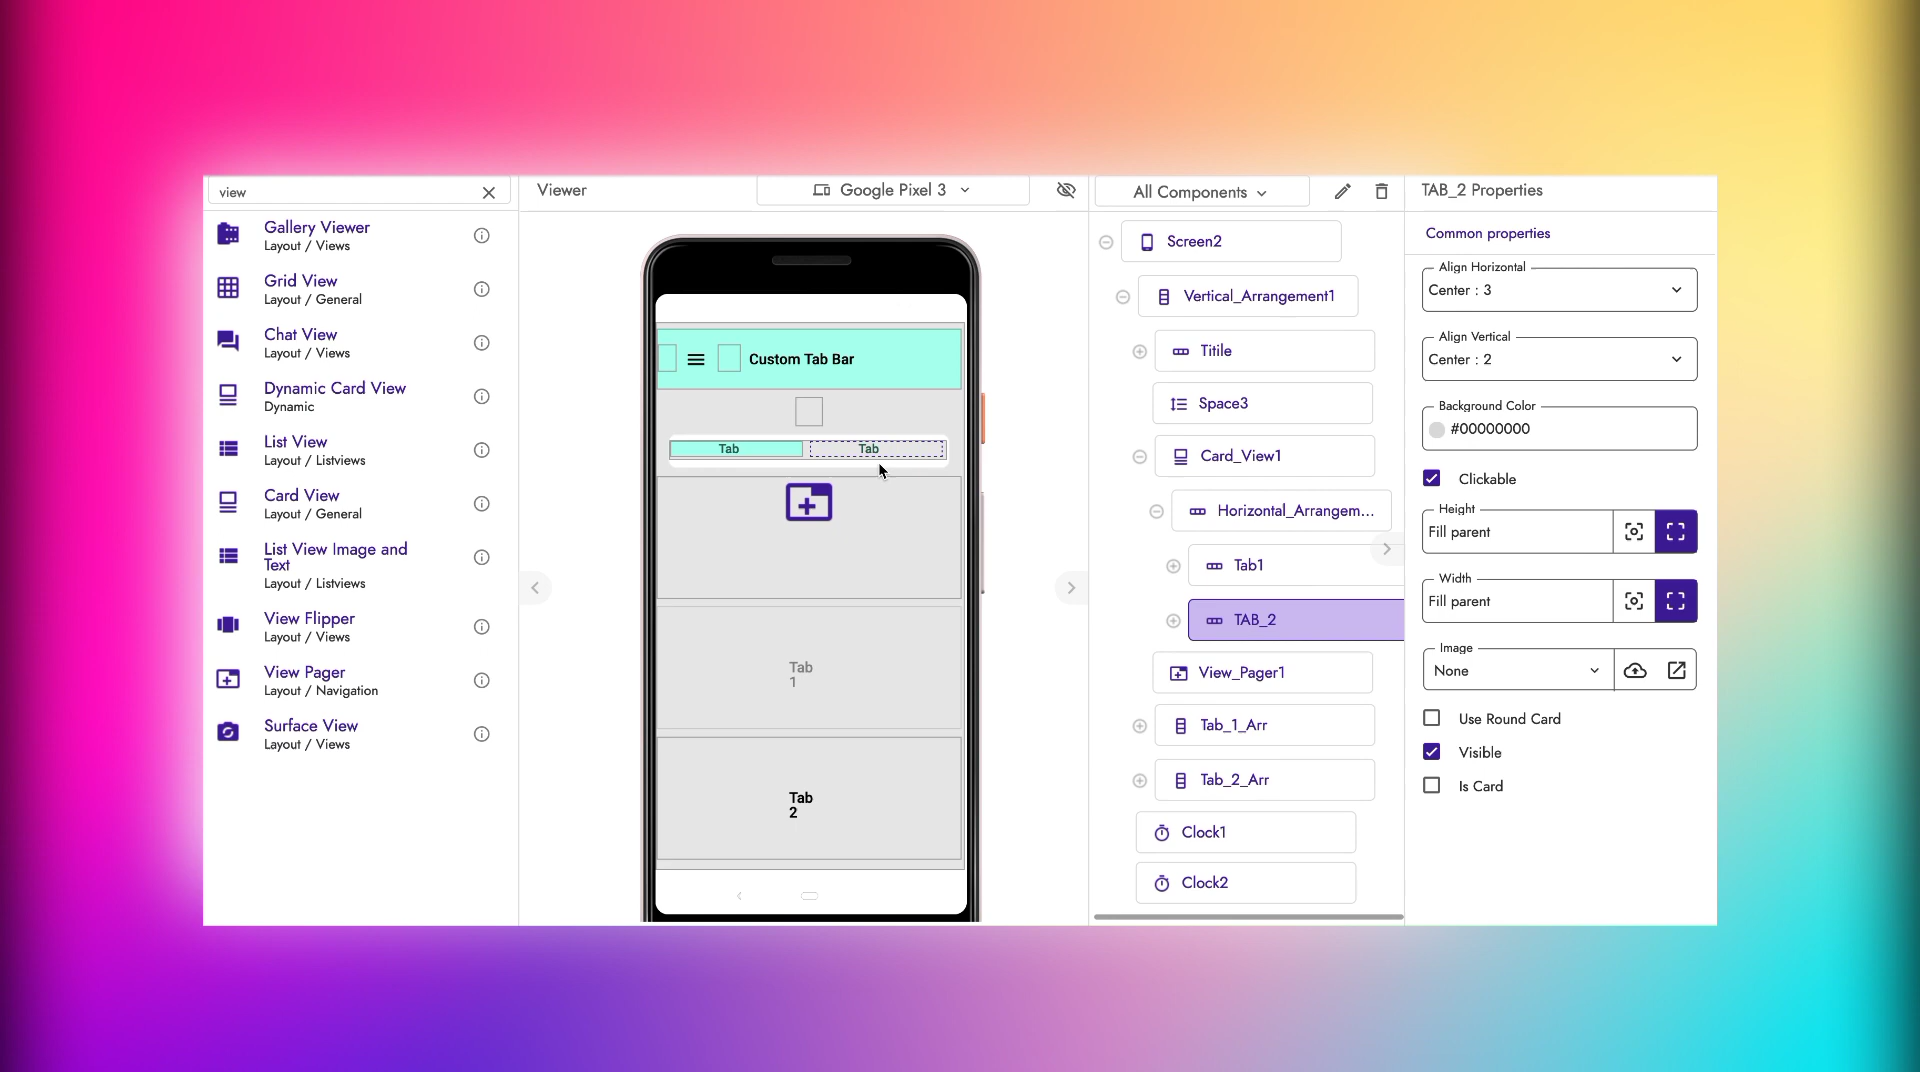 view
Gallery Viewer
Layout / Views
Grid View
Layout / General
Chat View
Layout / Views
Dynamic Card View
Dynamic
List View
Layout / Listviews
Card View
Layout / General
List View Image and
Text
Layout / Listviews
View Flipper
Layout / Views
View Pager
Layout / Navigation
Surface View
Layout / Views
Viewer
Google Pixel 3
Custom Tab Bar
Tab
Tab
Tab
1
Tab
2
All Components
Screen2
Vertical_Arrangement1
Titile
Space3
Card_View1
Horizontal_Arrangem...
Tab1
TAB_2
View_Pager1
Tab_1_Arr
Tab_2_Arr
Clock1
Clock2
TAB_2 Properties
Common properties
Align Horizontal
Center : 3
Align Vertical
Center : 2
Background Color
#00000000
Clickable
Height
Fill parent
Width
Fill parent
Image
None
Use Round Card
Visible
Is Card